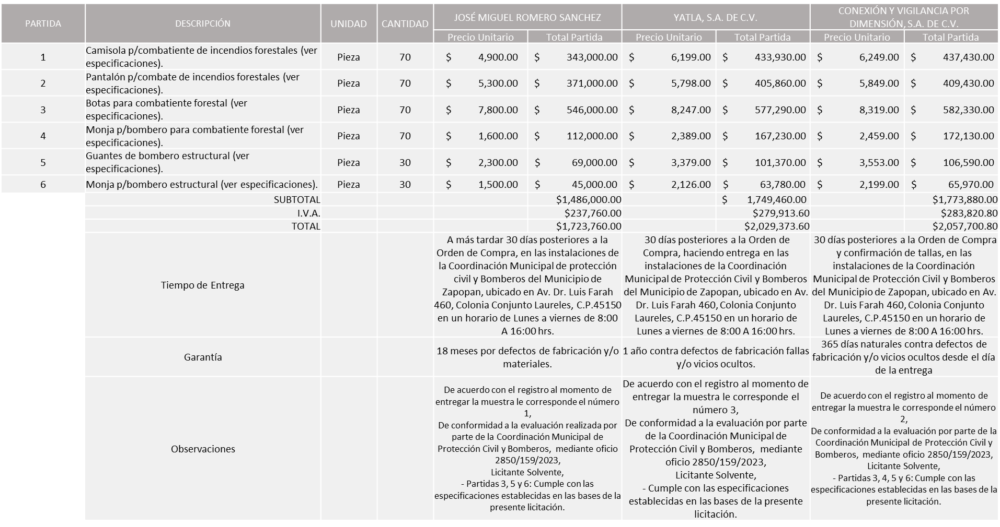 PARTIDA DESCRIPCIÓN UNIDAD CANTIDAD JOSÉ MIGUEL ROMERO SANCHEZ YATLA, S.A. DE C.V. CONEXIÓN Y VIGILANCIA POR
DIMENSIÓN, S.A. DE C.V.
Precio Unitario Total Partida Precio Unitario Total Partida Precio Unitario Total Partida
1 Camisola p/combatiente de incendios forestales (ver
especificaciones). Pieza 70 $ 4,900.00 $ 343,000.00 $ 6,199.00 $ 433,930.00 $ 6,249.00 $ 437,430.00
2 Pantalón p/combate de incendios forestales (ver
especificaciones). Pieza 70 $ 5,300.00 $ 371,000.00 $ 5,798.00 $ 405,860.00 $ 5,849.00 $ 409,430.00
3 Botas para combatiente forestal (ver
especificaciones). Pieza 70 $ 7,800.00 $ 546,000.00 $ 8,247.00 $ 577,290.00 $ 8,319.00 $ 582,330.00
4 Monja p/bombero para combatiente forestal (ver
especificaciones). Pieza 70 $ 1,600.00 $ 112,000.00 $ 2,389.00 $ 167,230.00 $ 2,459.00 $ 172,130.00
5 Guantes de bombero estructural (ver
especificaciones). Pieza 30 $ 2,300.00 $ 69,000.00 $ 3,379.00 $ 101,370.00 $ 3,553.00 $ 106,590.00
6 Monja p/bombero estructural (ver especificaciones). Pieza 30 $ 1,500.00 $ 45,000.00 $ 2,126.00 $ 63,780.00 $ 2,199.00 $ 65,970.00
SUBTOTAL $1,486,000.00 $ 1,749,460.00 $1,773,880.00
I.V.A. $237,760.00 $279,913.60 $283,820.80
TOTAL $1,723,760.00 $2,029,373.60 $2,057,700.80
Tiempo de Entrega
A más tardar 30 días posteriores a la
Orden de Compra, en las instalaciones de
la Coordinación Municipal de protección
civil y Bomberos del Municipio de
Zapopan, ubicado en Av. Dr. Luis Farah
460, Colonia Conjunto Laureles, C.P.45150
en un horario de Lunes a viernes de 8:00
A 16:00 hrs.
30 días posteriores a la Orden de
Compra, haciendo entrega en las
instalaciones de la Coordinación
Municipal de Protección Civil y Bomberos
del Municipio de Zapopan, ubicado en Av.
Dr. Luis Farah 460, Colonia Conjunto
Laureles, C.P.45150 en un horario de
Lunes a viernes de 8:00 A 16:00 hrs.
30 días posteriores a la Orden de Compra
y confirmación de tallas, en las
instalaciones de la Coordinación
Municipal de Protección Civil y Bomberos
del Municipio de Zapopan, ubicado en Av.
Dr. Luis Farah 460, Colonia Conjunto
Laureles, C.P.45150 en un horario de
Lunes a viernes de 8:00 A 16:00 hrs.
Garantía
18 meses por defectos de fabricación y/o
materiales.
1 año contra defectos de fabricación fallas
y/o vicios ocultos.
365 días naturales contra defectos de
fabricación y/o vicios ocultos desde el día
de la entrega
Observaciones
De acuerdo con el registro al momento de
entregar la muestra le corresponde el número
1,
De conformidad a la evaluación realizada por
parte de la Coordinación Municipal de
Protección Civil y Bomberos, mediante oficio
2850/159/2023,
Licitante Solvente,
- Partidas 3, 5 y 6: Cumple con las
especificaciones establecidas en las bases de la
presente licitación.
De acuerdo con el registro al momento de
entregar la muestra le corresponde el
número 3,
De conformidad a la evaluación por parte
de la Coordinación Municipal de
Protección Civil y Bomberos, mediante
oficio 2850/159/2023,
Licitante Solvente,
- Cumple con las especificaciones
establecidas en las bases de la presente
licitación.
De acuerdo con el registro al momento de
entregar la muestra le corresponde el número
2,
De conformidad a la evaluación por parte de la
Coordinación Municipal de Protección Civil y
Bomberos, mediante oficio 2850/159/2023,
Licitante Solvente,
- Partidas 3, 4, 5 y 6: Cumple con las
especificaciones establecidas en las bases de la
presente licitación.